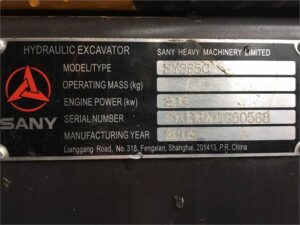 HYDRAULIC EXCAVATOR SANY HEAVY MACHINERY LIMITED
MODEL/TYPE
OPERATING MASS (kg)
ENGINE POWER (kw)
SERIAL NUMBER
SANY
MANUFACTURING YEAR
Lianggang Road, No. 318, Fengxian, Shanghai, 201413, P.R. China